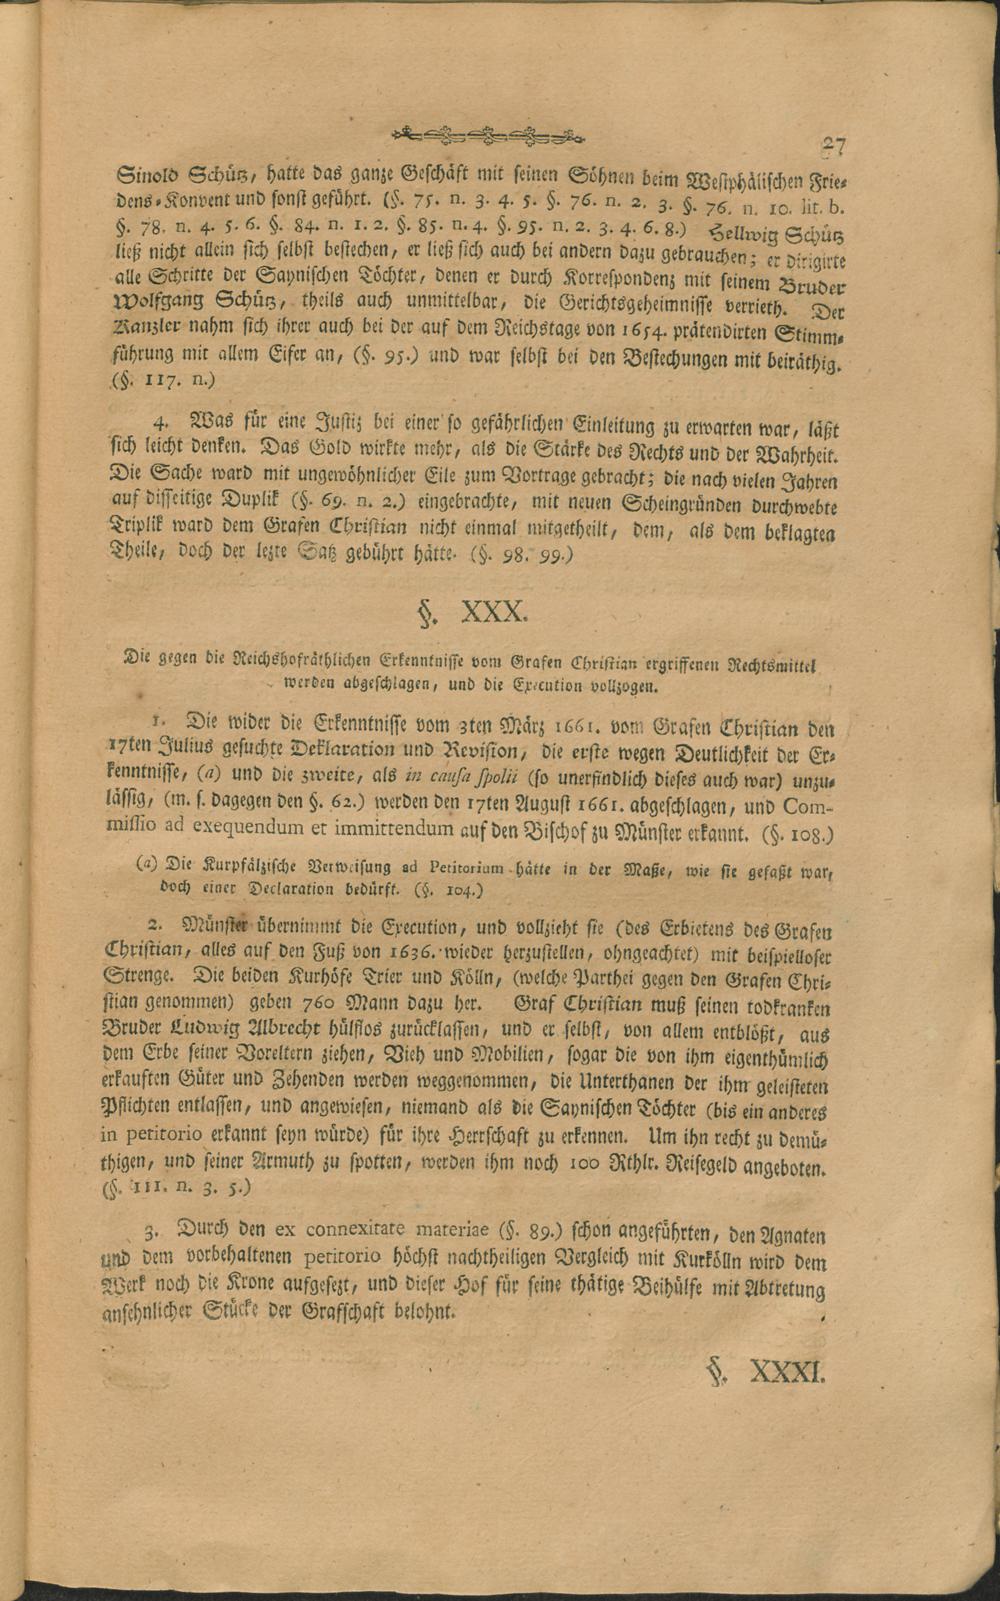 27
Sinold Schütz, hatte das ganze Geschäft mit seinen Söhnen beim Westphälischen Frie-
dens-Konvent und sonst geführt. (§. 75. n. 3. 4. 5. §. 76. n. 2. 3. §. 76. n. 10. lit. b.
§. 78. n. 4. 5. 6. §. 84. n. 1. 2. §. 85. n. 4. §. 95. n. 2. 3. 4. 6. 8.) Hellwig Schütz
ließ nicht allein sich selbst bestechen, er ließ sich auch bei andern dazu gebrauchen; er dirigirte
alle Schritte der Saynischen Töchter, denen er durch Korrespondenz mit seinem Bruder
Wolfgang Schütz, theils auch unmittelbar, die Gerichtsgeheimnisse verrieth. Der
Kanzler nahm sich ihrer auch bei der auf dem Reichstage von 1654. prätendirten Stimm-
führung mit allem Eifer an, (§. 95.) und war selbst bei den Bestechungen mit beiräthig.
(§. 117. n.)
4. Was für eine Justiz bei einer so gefährlichen Einleitung zu erwarten war, läßt
sich leicht denken. Das Gold wirkte mehr, als die Stärke des Rechts und der Wahrheit.
Die Sache ward mit ungewöhnlicher Eile zum Vortrage gebracht; die nach vielen Jahren
auf disseitige Duplik (§. 69. n. 2.) eingebrachte, mit neuen Scheingründen durchwebte
Triplik ward dem Grafen Christian nicht einmal mitgetheilt, dem, als dem beklagten
Theile, doch der lezte Satz gebührt hätte. (§. 98. 99.)
§. XXX.
Die gegen die Reichshofräthlichen Erkenntnisse vom Grafen Christian ergriffenen Rechtsmittel
werden abgeschlagen, und die Execution vollzogen.
1. Die wider die Erkenntnisse vom 3ten März 1661. vom Grafen Christian den
17ten Julius gesuchte Deklaration und Revision, die erste wegen Deutlichkeit der Er-
kenntnisse, (a) und die zweite, als in causa spolii (so unerfindlich dieses auch war) unzu-
lässig, (m. s. dagegen den §. 62.) werden den 17ten August 1661. abgeschlagen, und Com-
missio ad exequendum et immittendum auf den Bischof zu Münster erkannt. (§. 108.)
(a) Die Kurpfälzische Verweisung ad Petitorium hätte in der Maße, wie sie gefaßt war,
doch einer Declaration bedürft. (§. 104.)
2. Münster übernimmt die Execution, und vollzieht sie (des Erbietens des Grafen
Christian, alles auf den Fuß von 1636. wieder herzustellen, ohngeachtet) mit beispielloser
Strenge. Die beiden Kurhöfe Trier und Kölln, (welche Parthei gegen den Grafen Chri-
stian genommen) geben 760 Mann dazu her. Graf Christian muß seinen todkranken
Bruder Ludwig Albrecht hülflos zurücklassen, und er selbst, von allem entblößt, aus
dem Erbe seiner Voreltern ziehen, Vieh und Mobilien, sogar die von ihm eigenthümlich
erkauften Güter und Zehenden werden weggenommen, die Unterthanen der ihm geleisteten
Pflichten entlassen, und angewiesen, niemand als die Saynischen Töchter (bis ein anderes
in petitorio erkannt seyn würde) für ihre Herrschaft zu erkennen. Um ihn recht zu demü-
thigen, und seiner Armuth zu spotten, werden ihm noch 100 Rthlr. Reisegeld angeboten.
(§. 111. n. 3. 5.)
3. Durch den ex connexitate materiae (§. 89.) schon angeführten, den Agnaten
und dem vorbehaltenen petitorio höchst nachtheiligen Vergleich mit Kurkölln wird dem
Werk noch die Krone aufgesezt, und dieser Hof für seine thätige Beihülfe mit Abtretung
ansehnlicher Stücke der Grafschaft belohnt.
§. XXXI.